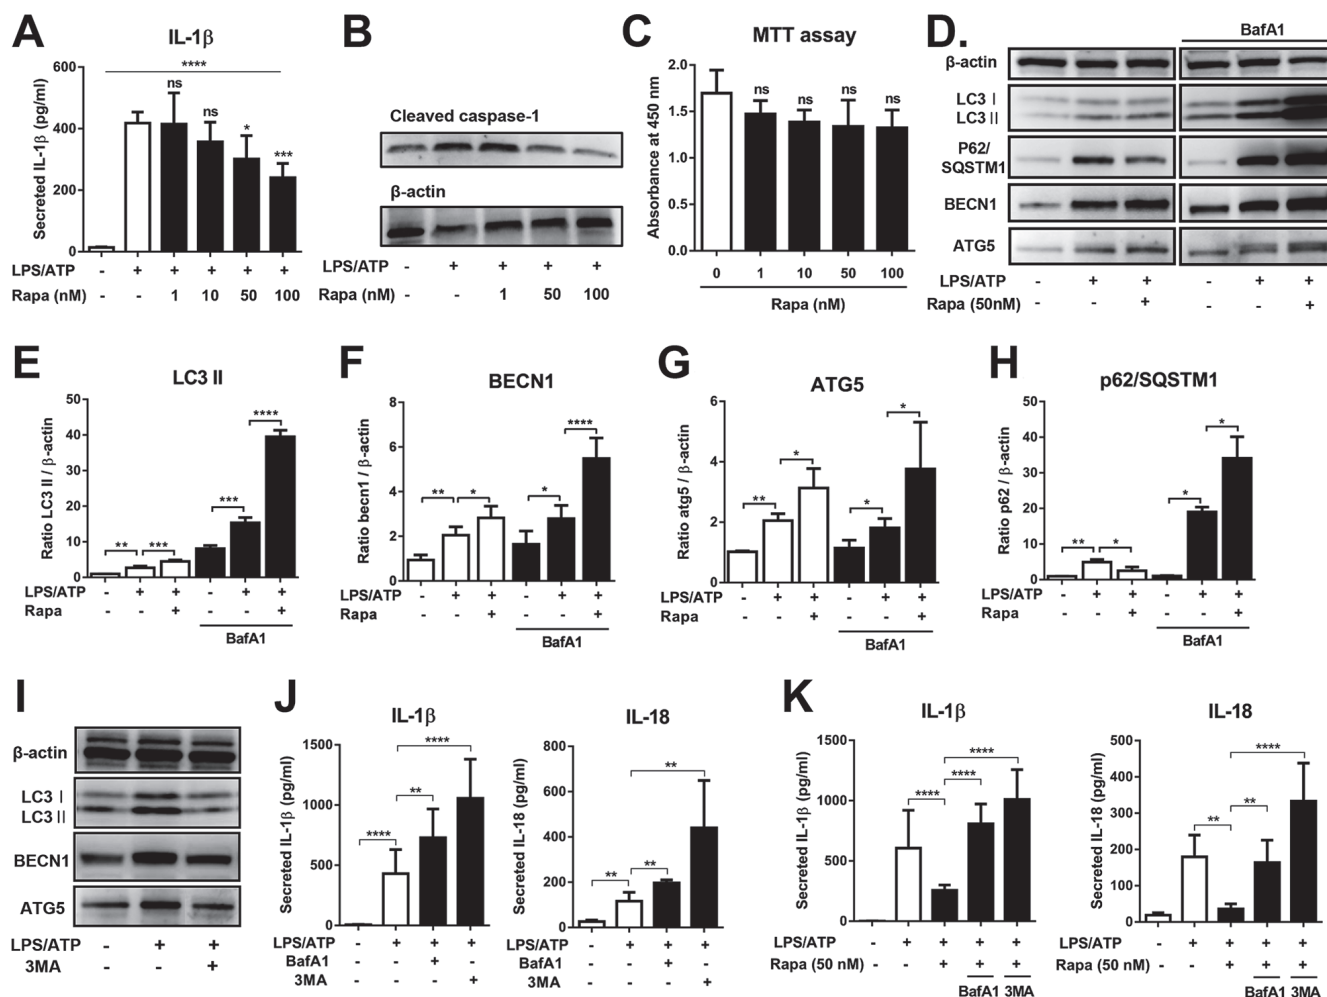 A
IL-1β
Secreted IL-1β (pg/ml)
600
400
200
0
****
ns
ns
*
***
LPS/ATP - + + + + +
Rapa (nM) - - 1 10 50 100
B
Cleaved caspase-1
β-actin
LPS/ATP - + + + +
Rapa (nM) - - 1 50 100
C
MTT assay
Absorbance at 450 nm
2.0
1.5
1.0
0.5
0.0
ns ns ns ns
0 1 10 50 100
Rapa (nM)
D.
BafA1
β-actin
LC3 I
LC3 II
P62/
SQSTM1
BECN1
ATG5
LPS/ATP - + + - + +
Rapa (50nM) - - + - - +
E
LC3 II
Ratio LC3 II / β-actin
50
40
30
20
10
0
** *** *** ****
LPS/ATP - + + - + +
Rapa - - + - - +
BafA1
F
BECN1
Ratio becn1 / β-actin
8
6
4
2
0
** * * ****
LPS/ATP - + + - + +
Rapa - - + - - +
BafA1
G
ATG5
Ratio atg5 / β-actin
6
4
2
0
** * * *
LPS/ATP - + + - + +
Rapa - - + - - +
BafA1
H
p62/SQSTM1
Ratio p62 / β-actin
50
40
30
20
10
0
** * * *
LPS/ATP - + + - + +
Rapa - - + - - +
BafA1
I
β-actin
LC3 I
LC3 II
BECN1
ATG5
LPS/ATP - + +
3MA - - +
J
IL-1β
Secreted IL-1β (pg/ml)
1500
1000
500
0
**** ** ****
LPS/ATP - + + +
BafA1 - - + -
3MA - - - +
IL-18
Secreted IL-18 (pg/ml)
800
600
400
200
0
** ** **
LPS/ATP - + + +
BafA1 - - + -
3MA - - - +
K
IL-1β
Secreted IL-1β (pg/ml)
1500
1000
500
0
**** **** ****
LPS/ATP - + + + +
Rapa (50 nM) - - + + +
BafA1 3MA
IL-18
Secreted IL-18 (pg/ml)
500
400
300
200
100
0
** ** ****
LPS/ATP - + + + +
Rapa (50 nM) - - + + +
BafA1 3MA